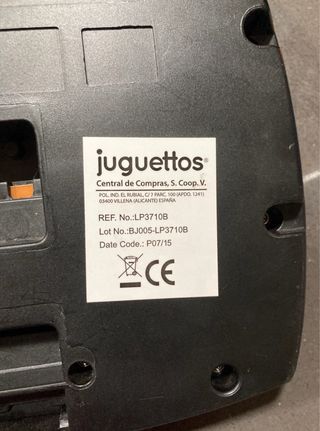 juguettos®
Central de Compras, S. Coop. V.
POL. IND. EL RUBIAL, C/ 7 PARC. 100 (APDO. 1241)
03400 VILLENA (ALICANTE) ESPAÑA
REF. No.:LP3710B
Lot No.:BJ005-LP3710B
Date Code.: P07/15
CE